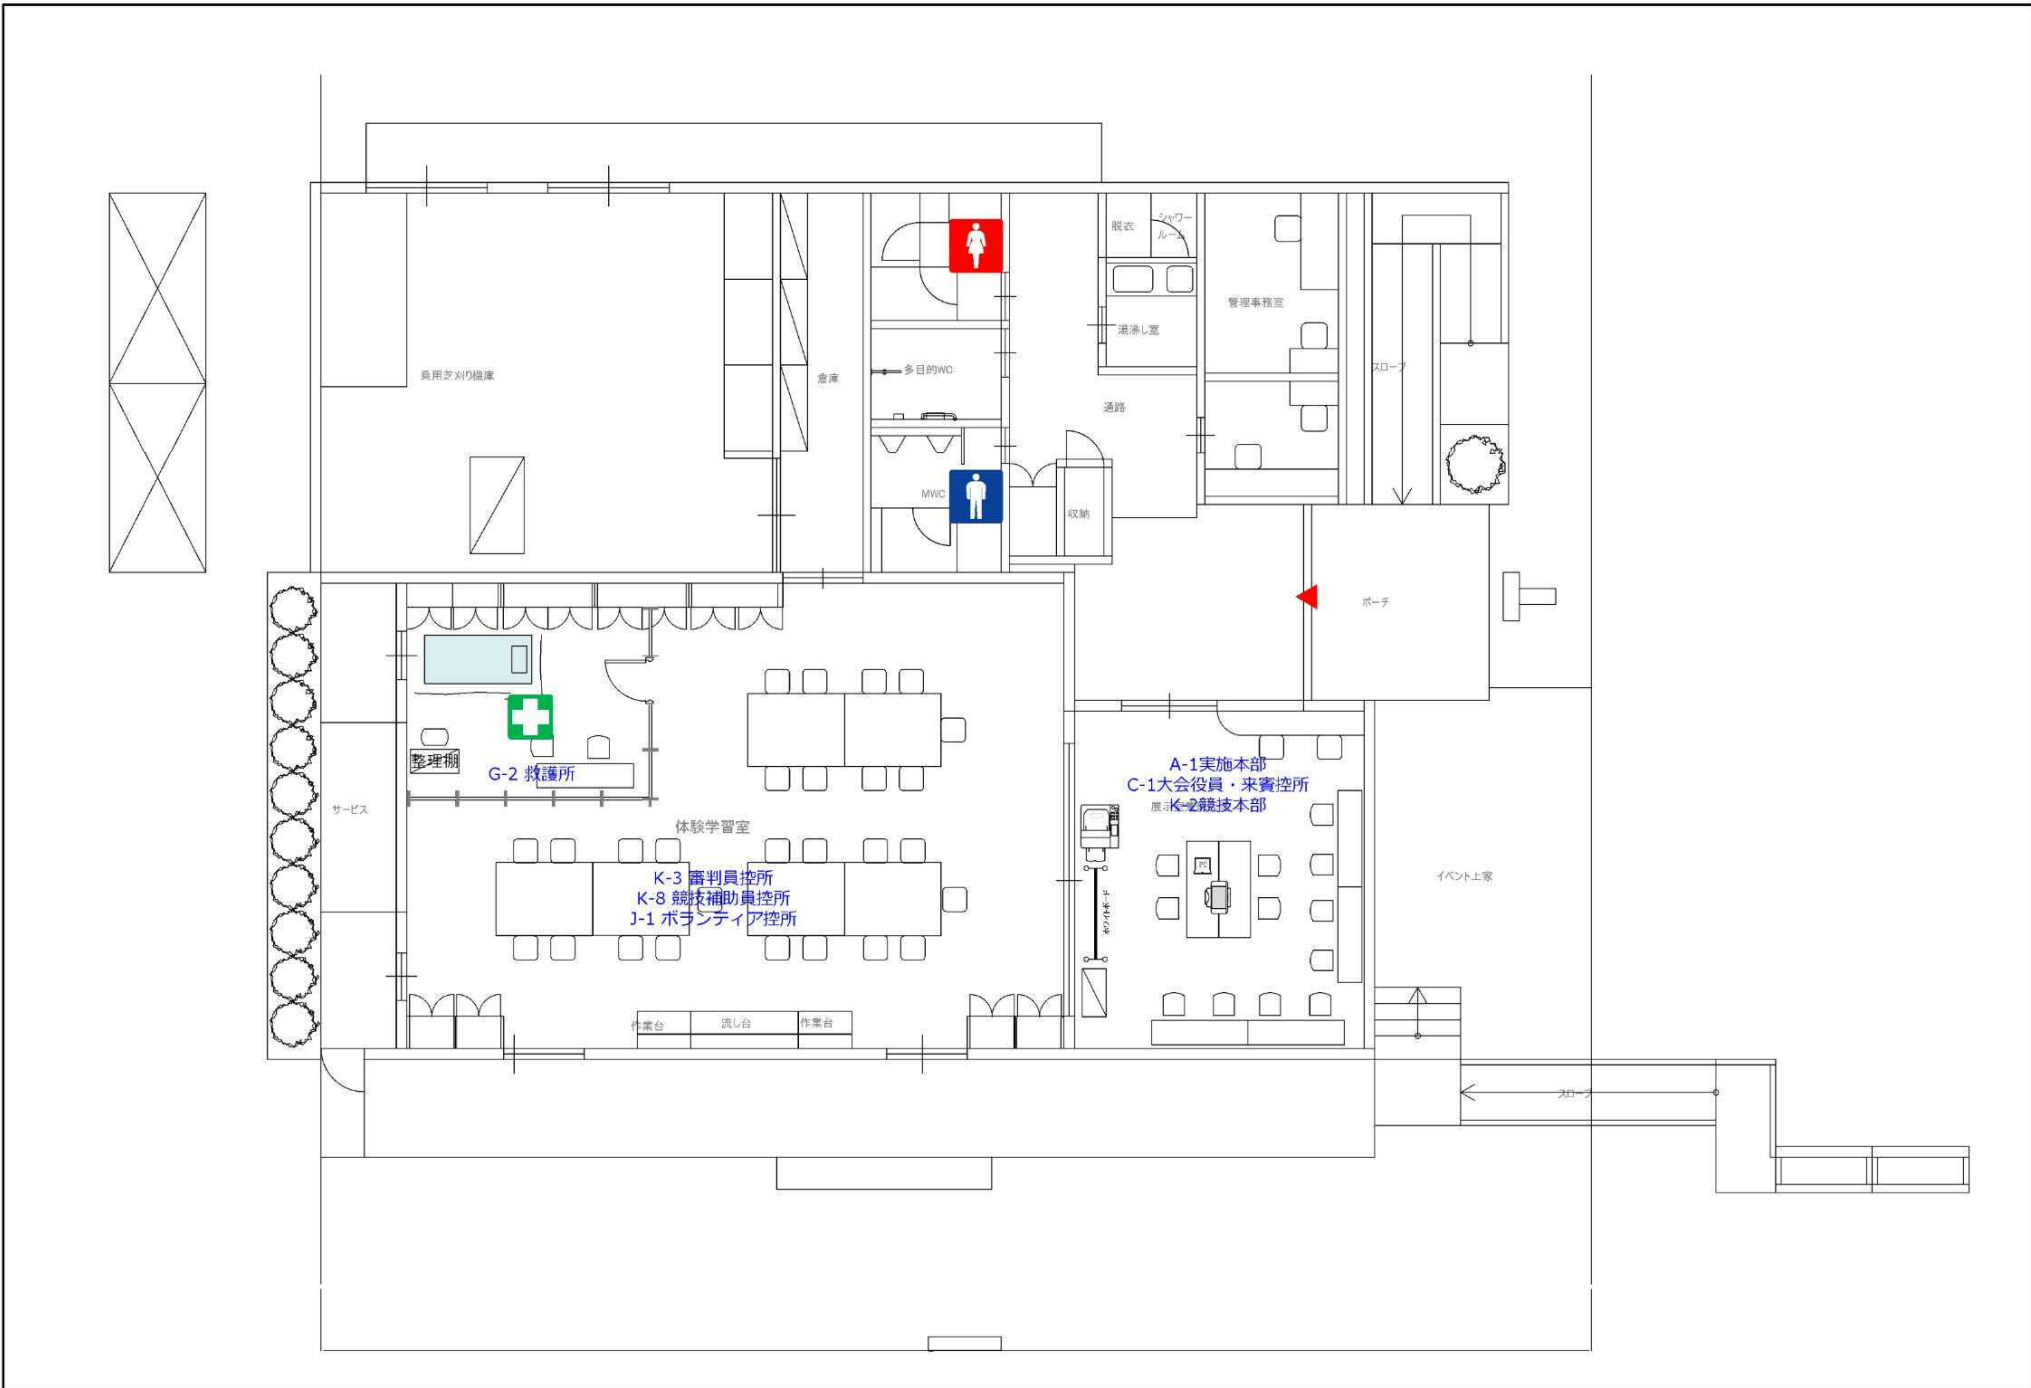 脱衣
シャワー
ルーム
管理事務室
湯沸し室
スロープ
乗用芝刈り機庫
倉庫
多目的WC
通路
MWC
収納
ポーチ
整理棚
G-2 救護所
A-1実施本部
C-1大会役員・来賓控所
K-2競技本部
サービス
体験学習室
PC
K-3 審判員控所
K-8 競技補助員控所
J-1 ボランティア控所
イベント上家
ホワイトボード
作業台
流し台
作業台
スロープ